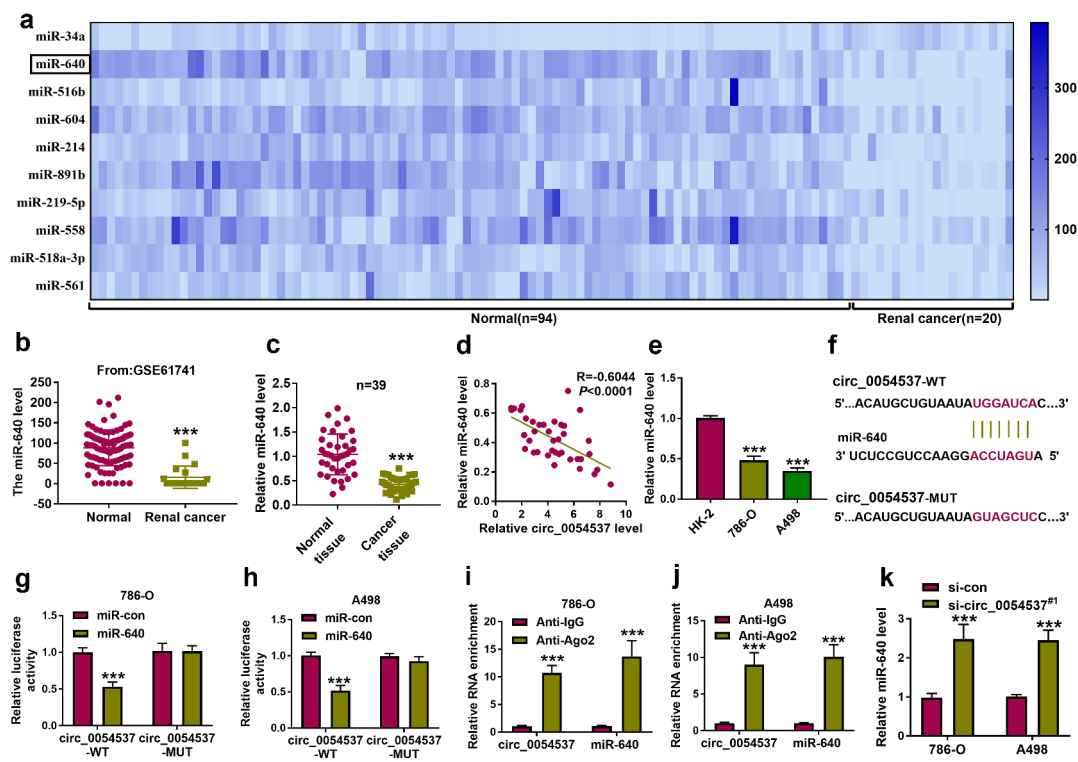 a
miR-34a
miR-640
miR-516b
miR-604
miR-214
miR-891b
miR-219-5p
miR-558
miR-518a-3p
miR-561
300
200
100
0
Normal(n=94)
Renal cancer(n=20)
b
From:GSE61741
The miR-640 level
250
200
150
100
50
0
-50
***
Normal
Renal cancer
c
n=39
Relative miR-640 level
2.5
2.0
1.5
1.0
0.5
0.0
***
Normal tissue
Cancer tissue
d
R=-0.6044
P<0.0001
Relative miR-640 level
0.8
0.6
0.4
0.2
0.0
0
2
4
6
8
10
Relative circ_0054537 level
e
Relative miR-640 level
1.5
1.0
0.5
0.0
***
***
HK-2
786-O
A498
f
circ_0054537-WT
5'...ACAUGCUGUAAUAUGGAUCAC...3'
miR-640
3' UCUCCGUCCAAGGACCUAGUA 5'
circ_0054537-MUT
5'...ACAUGCUGUAAUAGUAGCUCC...3'
g
786-O
miR-con
miR-640
Relative luciferase activity
1.5
1.0
0.5
0.0
***
circ_0054537 -WT
circ_0054537 -MUT
h
A498
miR-con
miR-640
Relative luciferase activity
1.5
1.0
0.5
0.0
***
circ_0054537 -WT
circ_0054537 -MUT
i
786-O
Anti-IgG
Anti-Ago2
Relative RNA enrichment
20
15
10
5
0
***
***
circ_0054537
miR-640
j
A498
Anti-IgG
Anti-Ago2
Relative RNA enrichment
15
10
5
0
***
***
circ_0054537
miR-640
k
si-con
si-circ_0054537#1
Relative miR-640 level
3
2
1
0
***
***
786-O
A498